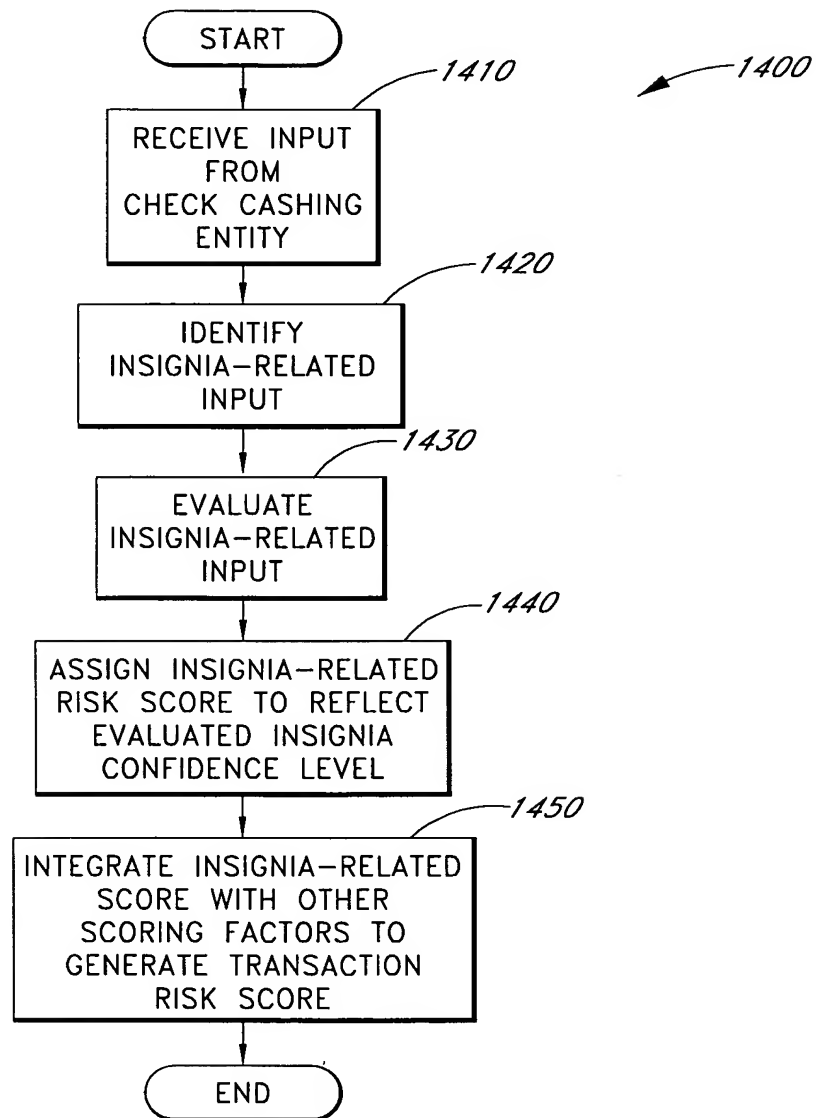 START
1410
1400
RECEIVE INPUT
FROM
CHECK CASHING
ENTITY
1420
IDENTIFY
INSIGNIA-RELATED
INPUT
1430
EVALUATE
INSIGNIA-RELATED
INPUT
1440
ASSIGN INSIGNIA-RELATED
RISK SCORE TO REFLECT
EVALUATED INSIGNIA
CONFIDENCE LEVEL
1450
INTEGRATE INSIGNIA-RELATED
SCORE WITH OTHER
SCORING FACTORS TO
GENERATE TRANSACTION
RISK SCORE
END